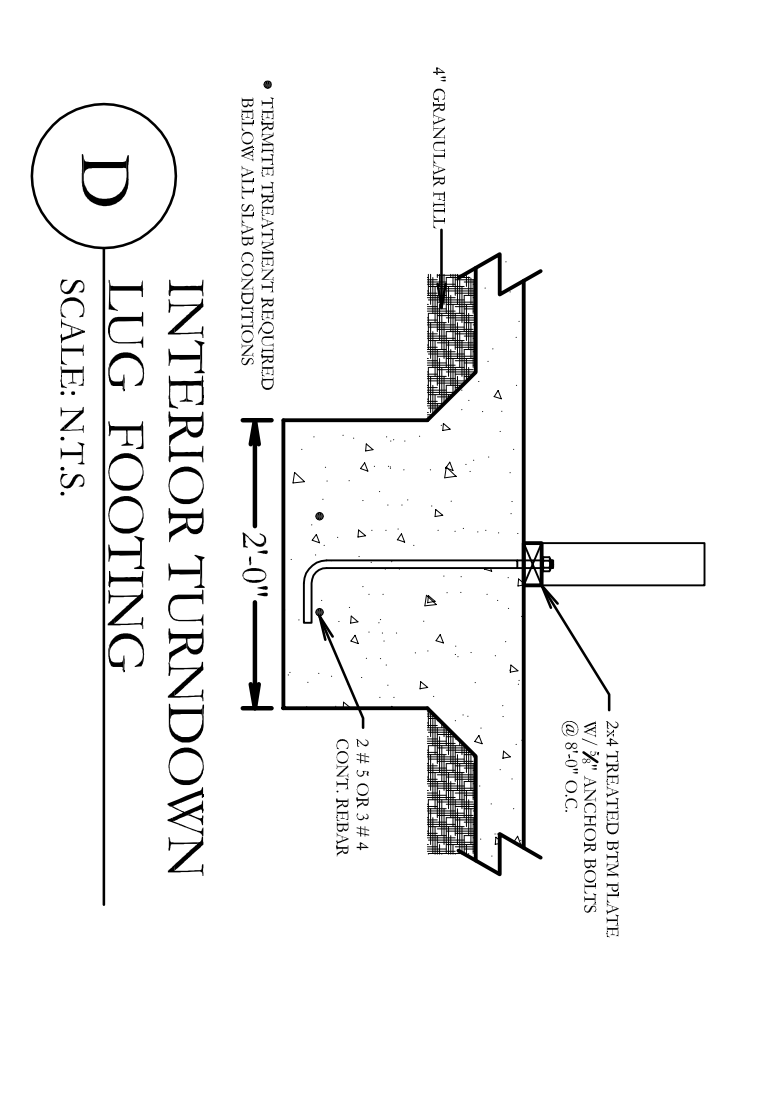 2x4 TREATED BTM PLATE
W/ ⅝" ANCHOR BOLTS
@ 8'-0" O.C.
4" GRANULAR FILL
2 # 5 OR 3 # 4
CONT. REBAR
• TERMITE TREATMENT REQUIRED
BELOW ALL SLAB CONDITIONS
2'-0"
D
INTERIOR TURNDOWN
LUG FOOTING
SCALE: N.T.S.